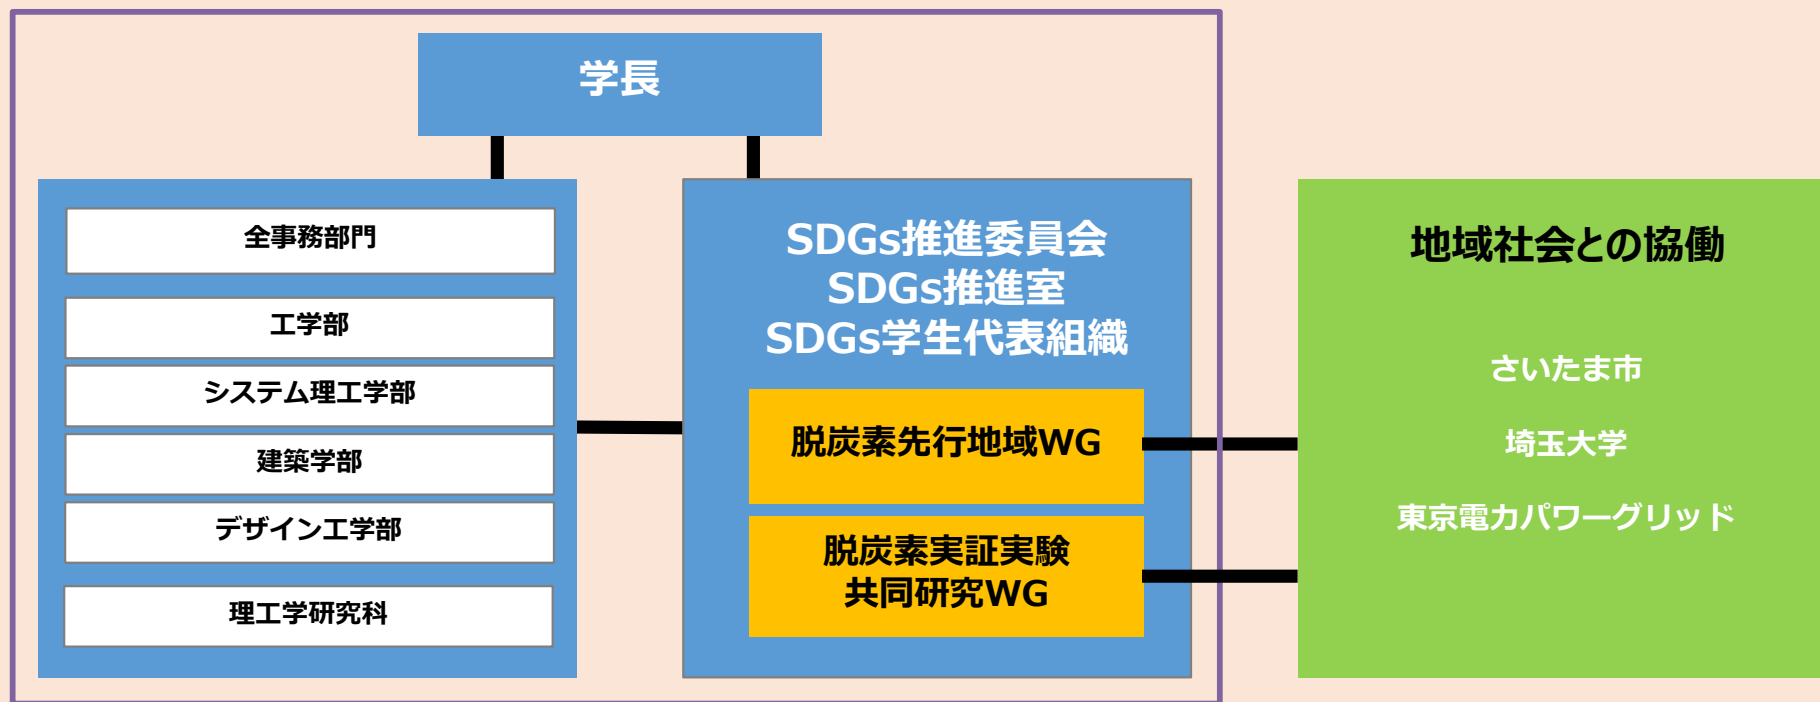 学長
全事務部門
工学部
システム理工学部
建築学部
デザイン工学部
理工学研究科
SDGs推進委員会
SDGs推進室
SDGs学生代表組織
脱炭素先行地域WG
脱炭素実証実験
共同研究WG
地域社会との協働
さいたま市
埼玉大学
東京電力パワーグリッド